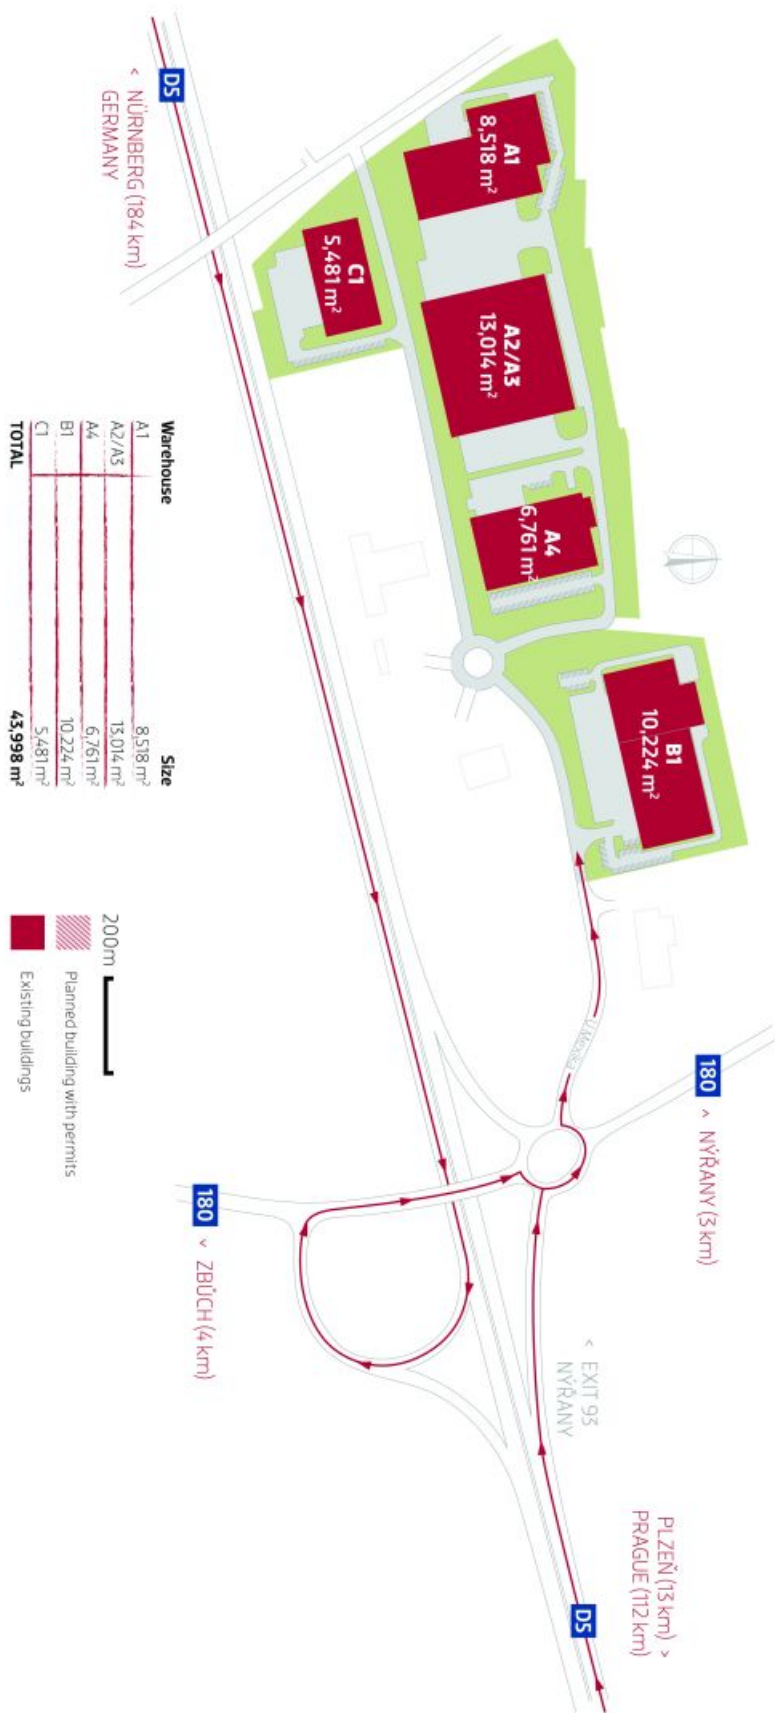 D5
< NÜRNBERG (184 km)
GERMANY
A1
8,518 m²
C1
5,481 m²
A2/A3
13,014 m²
A4
6,761 m²
B1
10,224 m²
180
^ NÝŘANY (3 km)
180
˅ ZBŮCH (4 km)
< EXIT 93
NÝŘANY
PLZEŇ (13 km) >
PRAGUE (112 km)
D5
Warehouse Size
A1 8,518 m²
A2/A3 13,014 m²
A4 6,761 m²
B1 10,224 m²
C1 5,481 m²
TOTAL 43,998 m²
200m
Planned building with permits
Existing buildings